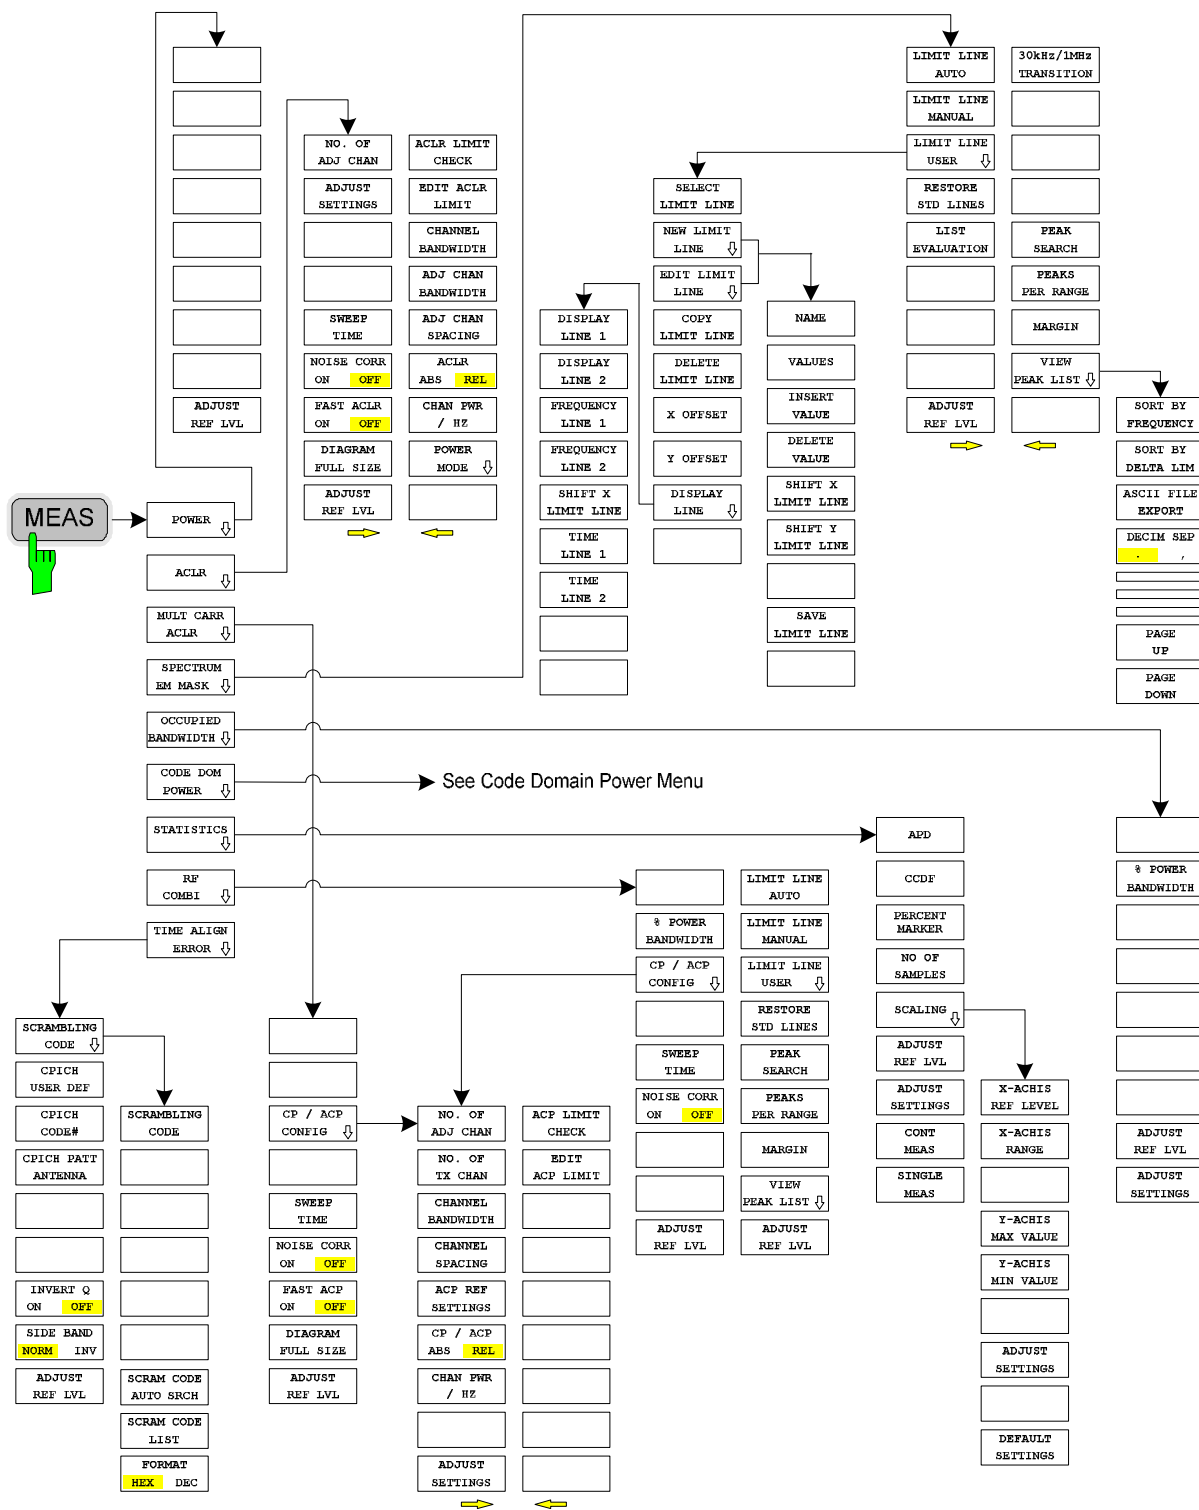 MEAS
POWER
ACLR
MULT CARR
ACLR
SPECTRUM
EM MASK
OCCUPIED
BANDWIDTH
CODE DOM
POWER
STATISTICS
RF
COMBI
TIME ALIGN
ERROR
ADJUST
REF LVL
NO. OF
ADJ CHAN
ADJUST
SETTINGS
SWEEP
TIME
NOISE CORR
ON OFF
FAST ACLR
ON OFF
DIAGRAM
FULL SIZE
ADJUST
REF LVL
ACLR LIMIT
CHECK
EDIT ACLR
LIMIT
CHANNEL
BANDWIDTH
ADJ CHAN
BANDWIDTH
ADJ CHAN
SPACING
ACLR
ABS REL
CHAN PWR
/ HZ
POWER
MODE
DISPLAY
LINE 1
DISPLAY
LINE 2
FREQUENCY
LINE 1
FREQUENCY
LINE 2
SHIFT X
LIMIT LINE
TIME
LINE 1
TIME
LINE 2
SELECT
LIMIT LINE
NEW LIMIT
LINE
EDIT LIMIT
LINE
COPY
LIMIT LINE
DELETE
LIMIT LINE
X OFFSET
Y OFFSET
DISPLAY
LINE
NAME
VALUES
INSERT
VALUE
DELETE
VALUE
SHIFT X
LIMIT LINE
SHIFT Y
LIMIT LINE
SAVE
LIMIT LINE
LIMIT LINE
AUTO
LIMIT LINE
MANUAL
LIMIT LINE
USER
RESTORE
STD LINES
LIST
EVALUATION
ADJUST
REF LVL
30kHz/1MHz
TRANSITION
PEAK
SEARCH
PEAKS
PER RANGE
MARGIN
VIEW
PEAK LIST
SORT BY
FREQUENCY
SORT BY
DELTA LIM
ASCII FILE
EXPORT
DECIM SEP
. ,
PAGE
UP
PAGE
DOWN
See Code Domain Power Menu
SCRAMBLING
CODE
CPICH
USER DEF
CPICH
CODE#
CPICH PATT
ANTENNA
INVERT Q
ON OFF
SIDE BAND
NORM INV
ADJUST
REF LVL
SCRAMBLING
CODE
SCRAM CODE
AUTO SRCH
SCRAM CODE
LIST
FORMAT
HEX DEC
CP / ACP
CONFIG
SWEEP
TIME
NOISE CORR
ON OFF
FAST ACP
ON OFF
DIAGRAM
FULL SIZE
ADJUST
REF LVL
NO. OF
ADJ CHAN
NO. OF
TX CHAN
CHANNEL
BANDWIDTH
CHANNEL
SPACING
ACP REF
SETTINGS
CP / ACP
ABS REL
CHAN PWR
/ HZ
ADJUST
SETTINGS
ACP LIMIT
CHECK
EDIT
ACP LIMIT
% POWER
BANDWIDTH
CP / ACP
CONFIG
SWEEP
TIME
NOISE CORR
ON OFF
ADJUST
REF LVL
LIMIT LINE
AUTO
LIMIT LINE
MANUAL
LIMIT LINE
USER
RESTORE
STD LINES
PEAK
SEARCH
PEAKS
PER RANGE
MARGIN
VIEW
PEAK LIST
ADJUST
REF LVL
APD
CCDF
PERCENT
MARKER
NO OF
SAMPLES
SCALING
ADJUST
REF LVL
ADJUST
SETTINGS
CONT
MEAS
SINGLE
MEAS
X-ACHIS
REF LEVEL
X-ACHIS
RANGE
Y-ACHIS
MAX VALUE
Y-ACHIS
MIN VALUE
ADJUST
SETTINGS
DEFAULT
SETTINGS
% POWER
BANDWIDTH
ADJUST
REF LVL
ADJUST
SETTINGS